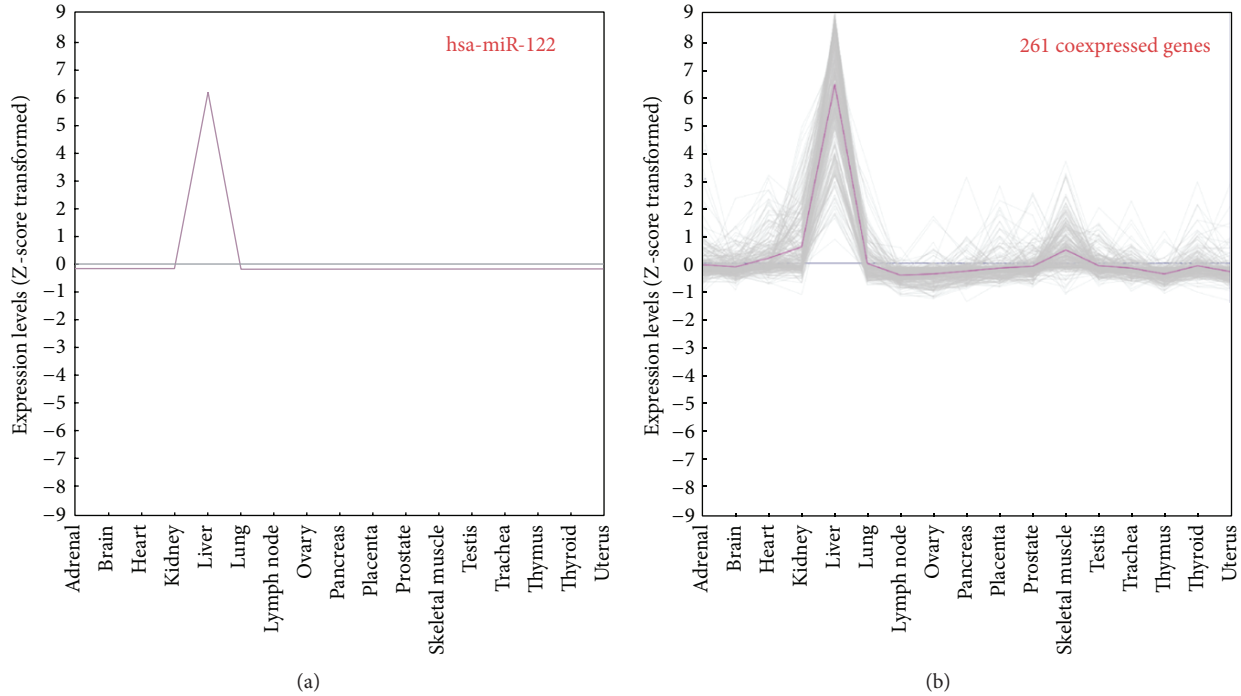 hsa-miR-122
Expression levels (Z-score transformed)
9
8
7
6
5
4
3
2
1
0
−1
−2
−3
−4
−5
−6
−7
−8
−9
Adrenal
Brain
Heart
Kidney
Liver
Lung
Lymph node
Ovary
Pancreas
Placenta
Prostate
Skeletal muscle
Testis
Trachea
Thymus
Thyroid
Uterus
(a)
261 coexpressed genes
Expression levels (Z-score transformed)
9
8
7
6
5
4
3
2
1
0
−1
−2
−3
−4
−5
−6
−7
−8
−9
Adrenal
Brain
Heart
Kidney
Liver
Lung
Lymph node
Ovary
Pancreas
Placenta
Prostate
Skeletal muscle
Testis
Trachea
Thymus
Thyroid
Uterus
(b)